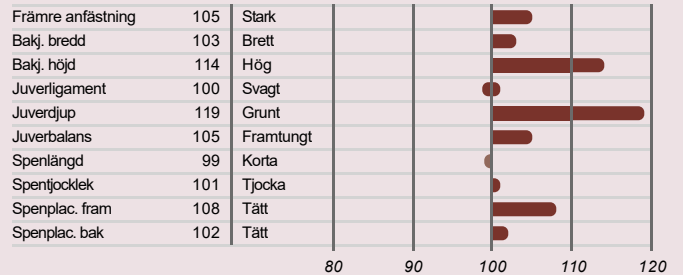 Främre anfästning 105 Stark
Bakj. bredd 103 Brett
Bakj. höjd 114 Hög
Juverligament 100 Svagt
Juverdjup 119 Grunt
Juverbalans 105 Framtungt
Spenlängd 99 Korta
Spentjocklek 101 Tjocka
Spenplac. fram 108 Tätt
Spenplac. bak 102 Tätt
80 90 100 110 120